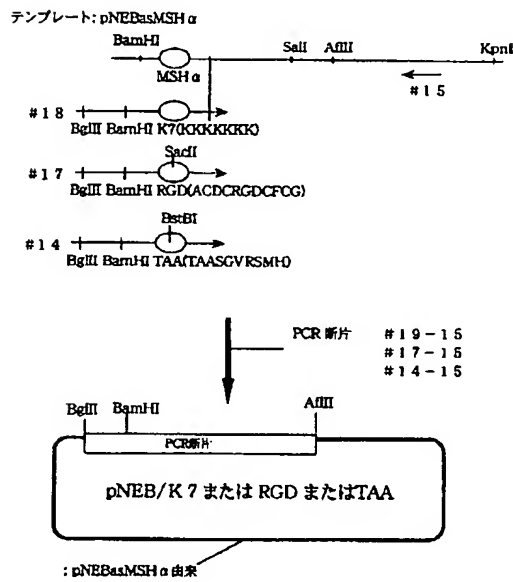 テンプレート: pNEBasMSHα
BamHI SalI AflII KpnI
MSHα
#15
#18
BglII BamHI K7(KKKKKKK)
SacII
#17
BglII BamHI RGD(ACDCRGDCFCG)
BstBI
#14
BglII BamHI TAA(TAASGVRSMH)
PCR断片 #19-15
#17-15
#14-15
BglII BamHI AflII
PCR断片
pNEB/K7またはRGDまたはTAA
: pNEBasMSHα由来